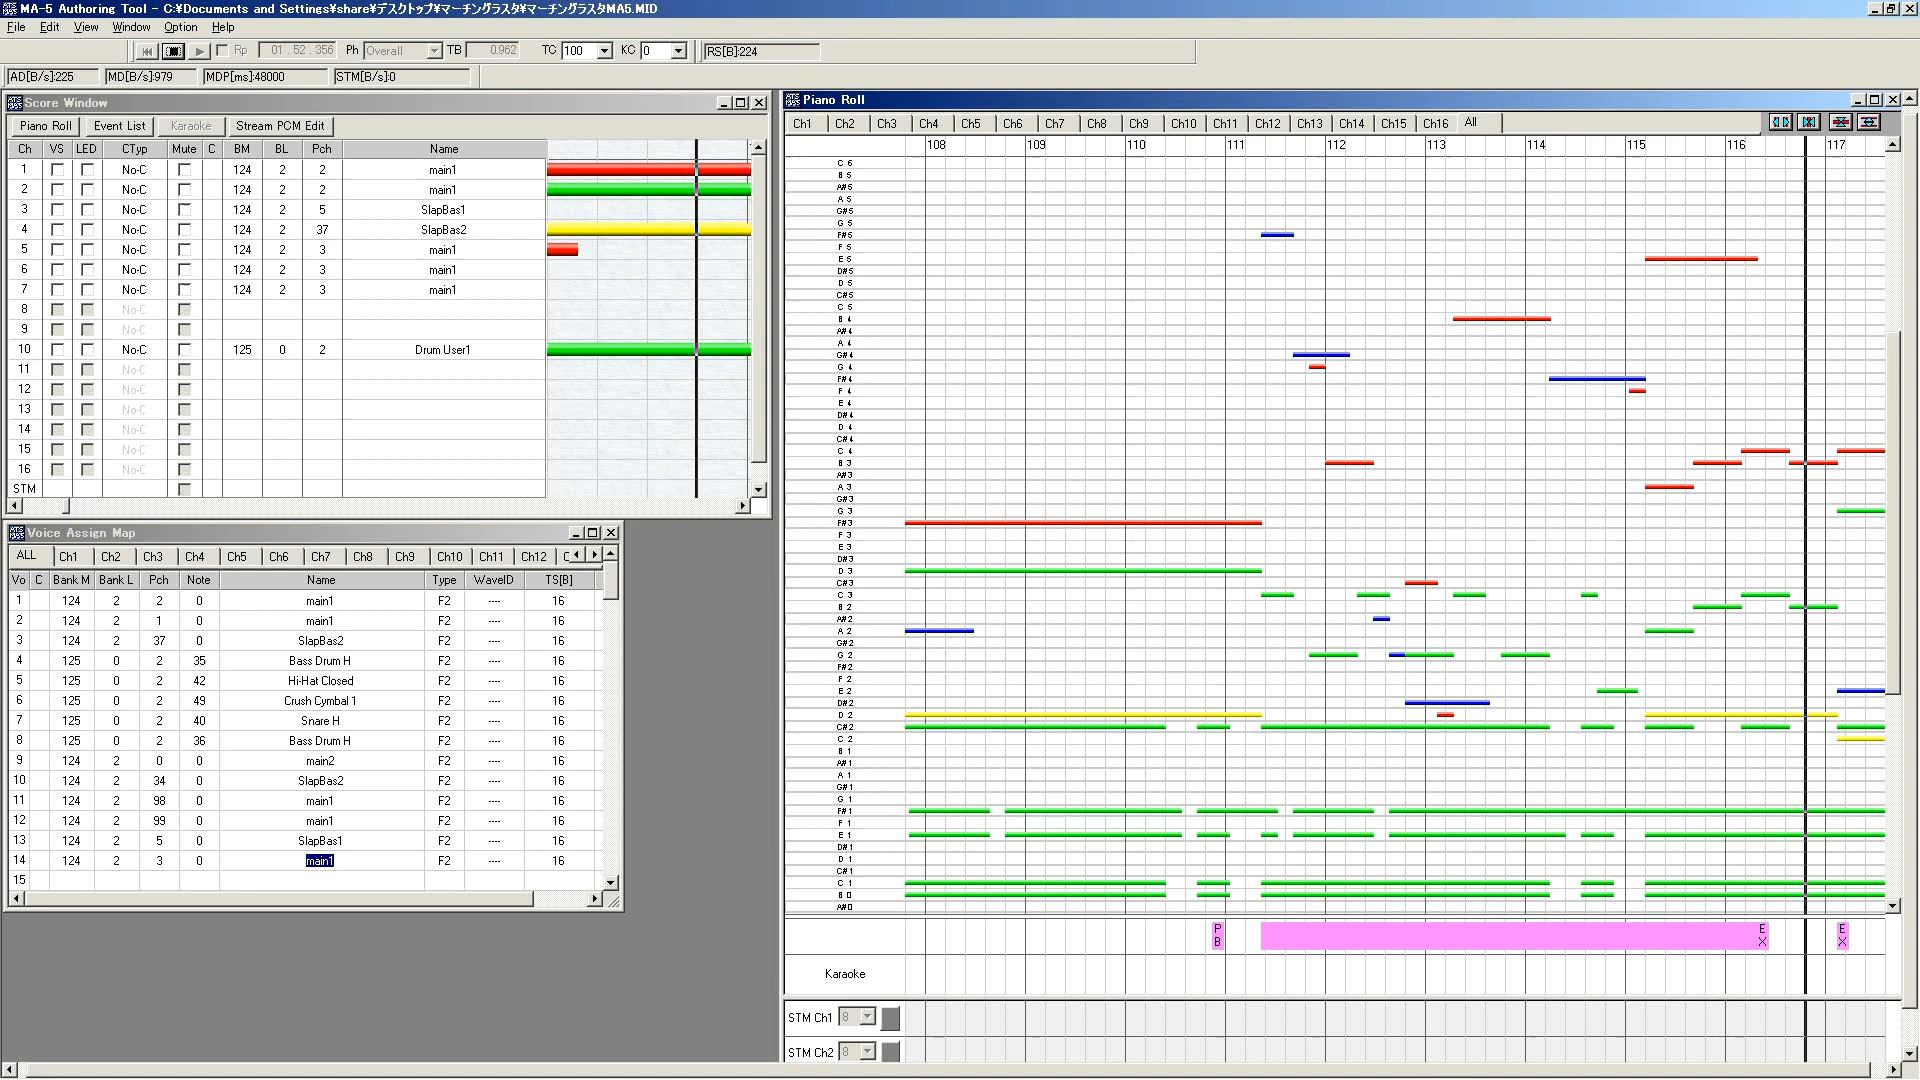 MA-5 Authoring Tool - C:¥Documents and Settings¥share¥デスクトップ¥マーチングラスタ¥マーチングラスタMA5.MID
File Edit View Window Option Help
Rp 01 . 52 . 356 Ph Overall TB 0.962 TC 100 KC 0 RS[B]:224
AD[B/s]:225 MD[B/s]:979 MDP[ms]:48000 STM[B/s]:0
Score Window
Piano Roll Event List Karaoke Stream PCM Edit
Ch VS LED CTyp Mute C BM BL Pch Name
1 No-C 124 2 2 main1
2 No-C 124 2 2 main1
3 No-C 124 2 5 SlapBas1
4 No-C 124 2 37 SlapBas2
5 No-C 124 2 3 main1
6 No-C 124 2 3 main1
7 No-C 124 2 3 main1
8 No-C
9 No-C
10 No-C 125 0 2 Drum User1
11 No-C
12 No-C
13 No-C
14 No-C
15 No-C
16 No-C
STM
Voice Assign Map
ALL Ch1 Ch2 Ch3 Ch4 Ch5 Ch6 Ch7 Ch8 Ch9 Ch10 Ch11 Ch12 C
Vo C Bank M Bank L Pch Note Name Type WaveID TS[B]
1 124 2 2 0 main1 F2 ---- 16
2 124 2 1 0 main1 F2 ---- 16
3 124 2 37 0 SlapBas2 F2 ---- 16
4 125 0 2 35 Bass Drum H F2 ---- 16
5 125 0 2 42 Hi-Hat Closed F2 ---- 16
6 125 0 2 49 Crush Cymbal 1 F2 ---- 16
7 125 0 2 40 Snare H F2 ---- 16
8 125 0 2 36 Bass Drum H F2 ---- 16
9 124 2 0 0 main2 F2 ---- 16
10 124 2 34 0 SlapBas2 F2 ---- 16
11 124 2 98 0 main1 F2 ---- 16
12 124 2 99 0 main1 F2 ---- 16
13 124 2 5 0 SlapBas1 F2 ---- 16
14 124 2 3 0 main1 F2 ---- 16
15
Piano Roll
Ch1 Ch2 Ch3 Ch4 Ch5 Ch6 Ch7 Ch8 Ch9 Ch10 Ch11 Ch12 Ch13 Ch14 Ch15 Ch16 All
108 109 110 111 112 113 114 115 116 117
C 6
B 5
A#5
A 5
G#5
G 5
F#5
F 5
E 5
D#5
D 5
C#5
C 5
B 4
A#4
A 4
G#4
G 4
F#4
F 4
E 4
D#4
D 4
C#4
C 4
B 3
A#3
A 3
G#3
G 3
F#3
F 3
E 3
D#3
D 3
C#3
C 3
B 2
A#2
A 2
G#2
G 2
F#2
F 2
E 2
D#2
D 2
C#2
C 2
B 1
A#1
A 1
G#1
G 1
F#1
F 1
E 1
D#1
D 1
C#1
C 1
B 0
A#0
P E E
B X X
Karaoke
STM Ch1 8
STM Ch2 8